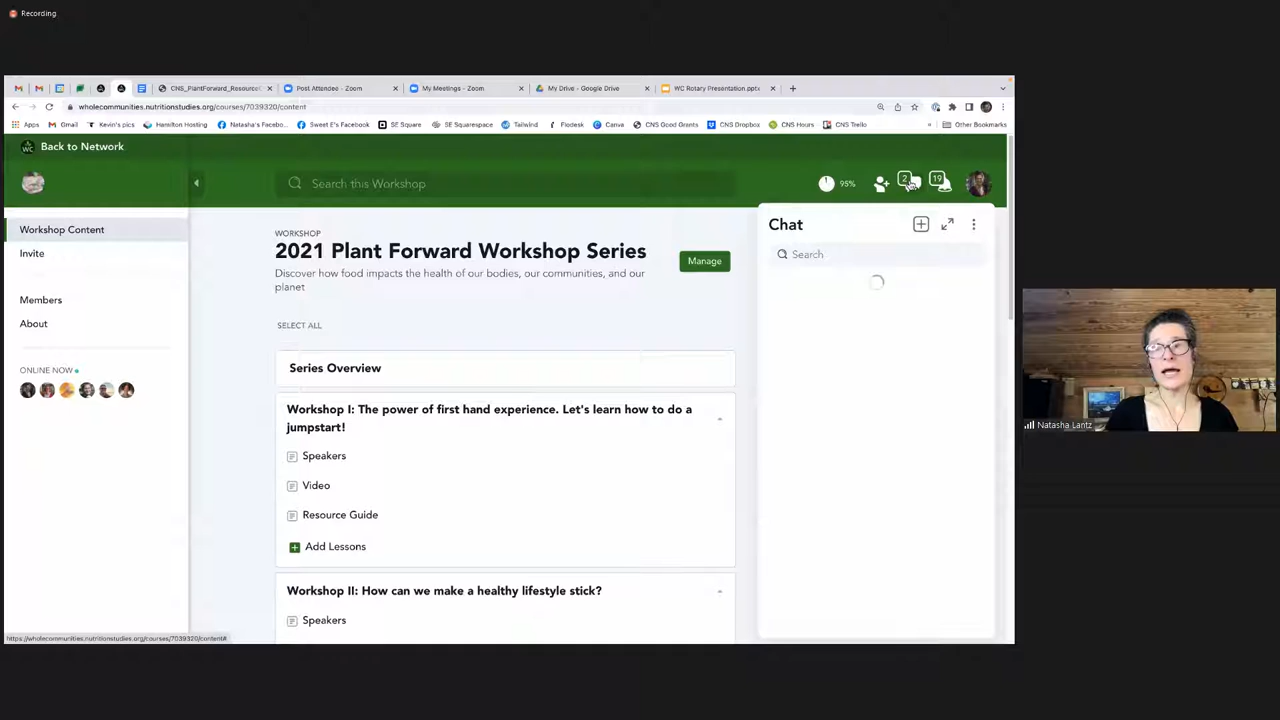 Recording
CNS_PlantForward_Resource
Post Attendee - Zoom
My Meetings - Zoom
My Drive - Google Drive
WC Rotary Presentation.pptx
wholecommunities.nutritionstudies.org/courses/7039320/content
Apps
Gmail
Kevin's pics
Hamilton Hosting
Natasha's Facebo...
Sweet E's Facebook
SE Square
SE Squarespace
Tailwind
Flodesk
Canva
CNS Good Grants
CNS Dropbox
CNS Hours
CNS Trello
»
Other Bookmarks
WC
Back to Network
Search this Workshop
95%
2
19
Workshop Content
Invite
Members
About
ONLINE NOW
WORKSHOP
2021 Plant Forward Workshop Series
Discover how food impacts the health of our bodies, our communities, and our
planet
Manage
SELECT ALL
Series Overview
Workshop I: The power of first hand experience. Let's learn how to do a
jumpstart!
Speakers
Video
Resource Guide
Add Lessons
Workshop II: How can we make a healthy lifestyle stick?
Speakers
Chat
Search
Natasha Lantz
https://wholecommunities.nutritionstudies.org/courses/7039320/content#